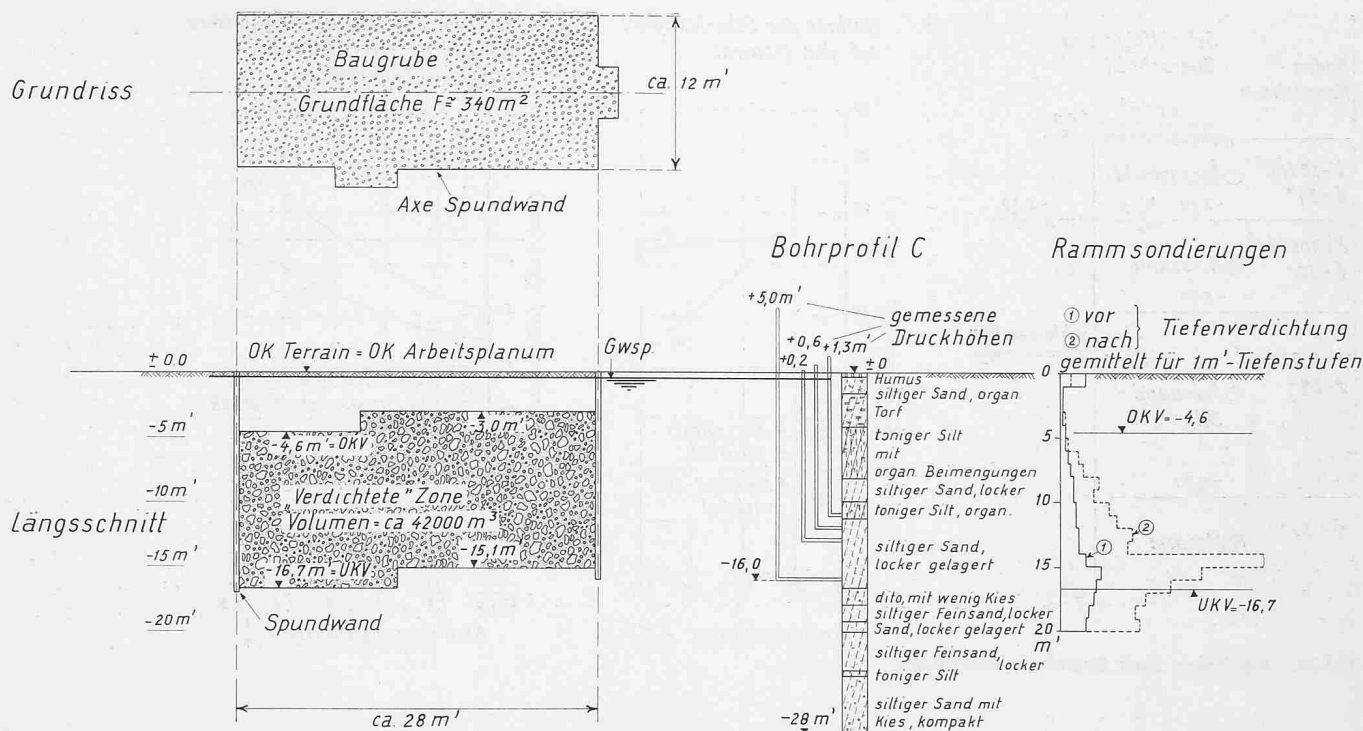 Grundriss
Baugrube
Grundfläche F ≅ 340 m²
ca. 12 m'
Axe Spundwand
Bohrprofil C
Rammsondierungen
+5,0 m'
gemessene
Druckhöhen
+0,6
+1,3 m'
+0,2
± 0
① vor
② nach
Tiefenverdichtung
gemittelt für 1m'-Tiefenstufen
± 0.0
OK Terrain = OK Arbeitsplanum
Gwsp.
Längsschnitt
-5 m'
-10 m'
-15 m'
-20 m'
-4,6 m' = OKV
-3,0 m'
„Verdichtete" Zone
Volumen = ca 42000 m³
-15,1 m'
-16,7 m' = UKV
Spundwand
ca. 28 m'
-16,0
-28 m'
Humus
siltiger Sand, organ.
Torf
toniger Silt
mit
organ. Beimengungen
siltiger Sand, locker
toniger Silt, organ.
siltiger Sand,
locker gelagert
dito, mit wenig Kies
siltiger Feinsand, locker
Sand, locker gelagert
siltiger Feinsand, locker
toniger Silt
siltiger Sand mit
Kies, kompakt
0
5
10
15
20
m'
OKV = -4,6
②
①
UKV = -16,7